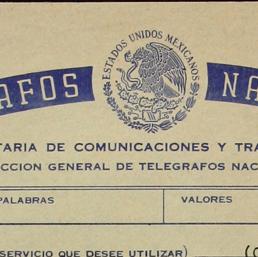 ESTADOS UNIDOS MEXICANOS
AFOS NA
TARIA DE COMUNICACIONES Y TRA
CCION GENERAL DE TELEGRAFOS NAC
PALABRAS VALORES
SERVICIO QUE DESEE UTILIZAR) (